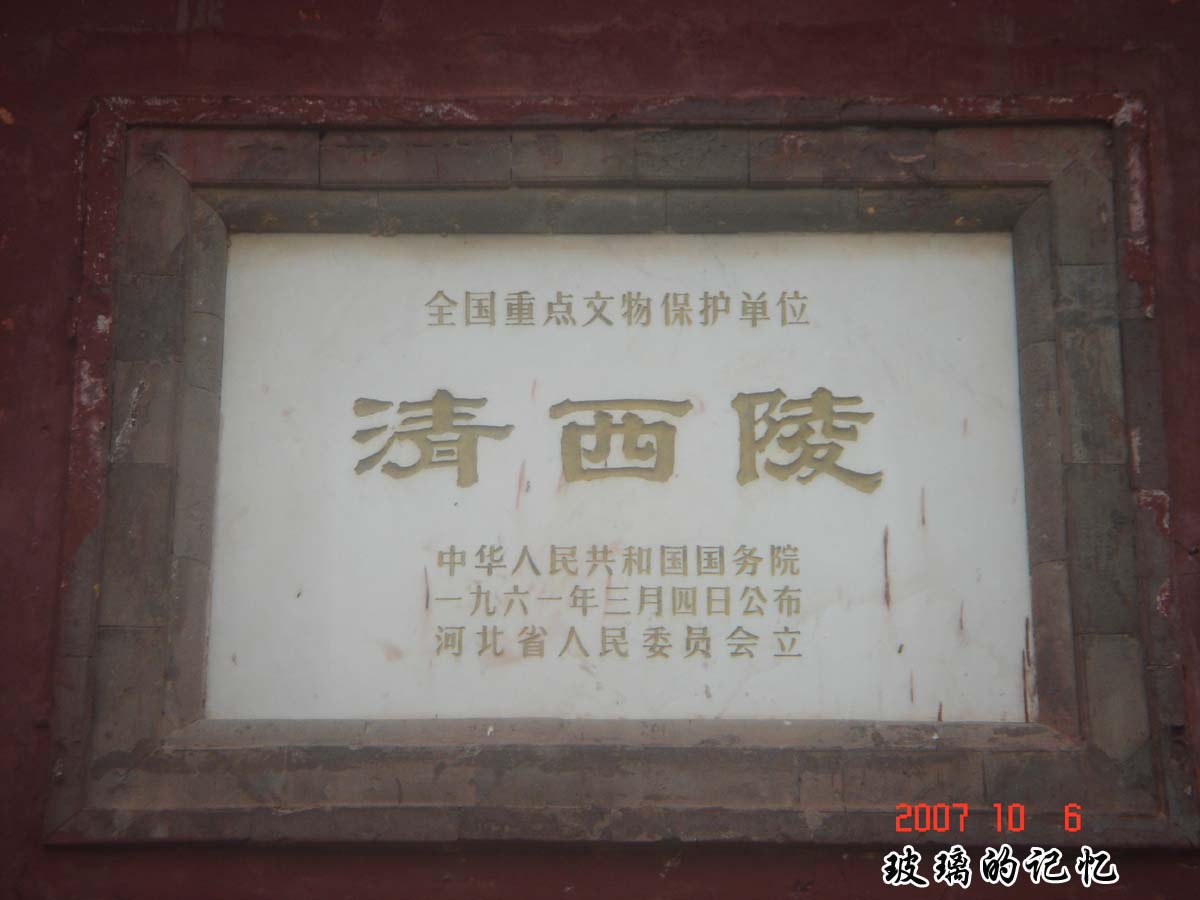 全国重点文物保护单位
清西陵
中华人民共和国国务院
一九六一年三月四日公布
河北省人民委员会立
2007 10 6
玻璃的记忆